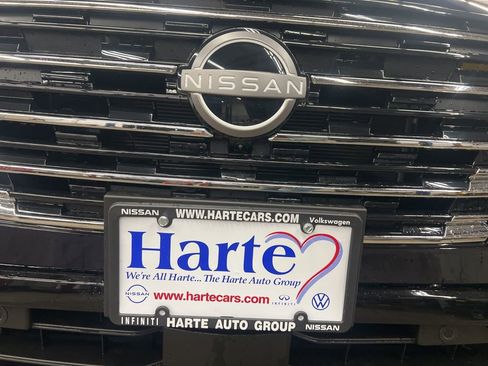 NISSAN
NISSAN WWW.HARTECARS.COM Volkswagen
Harte
We're All Harte... The Harte Auto Group
NISSAN www.hartecars.com INFINITI
INFINITI HARTE AUTO GROUP NISSAN